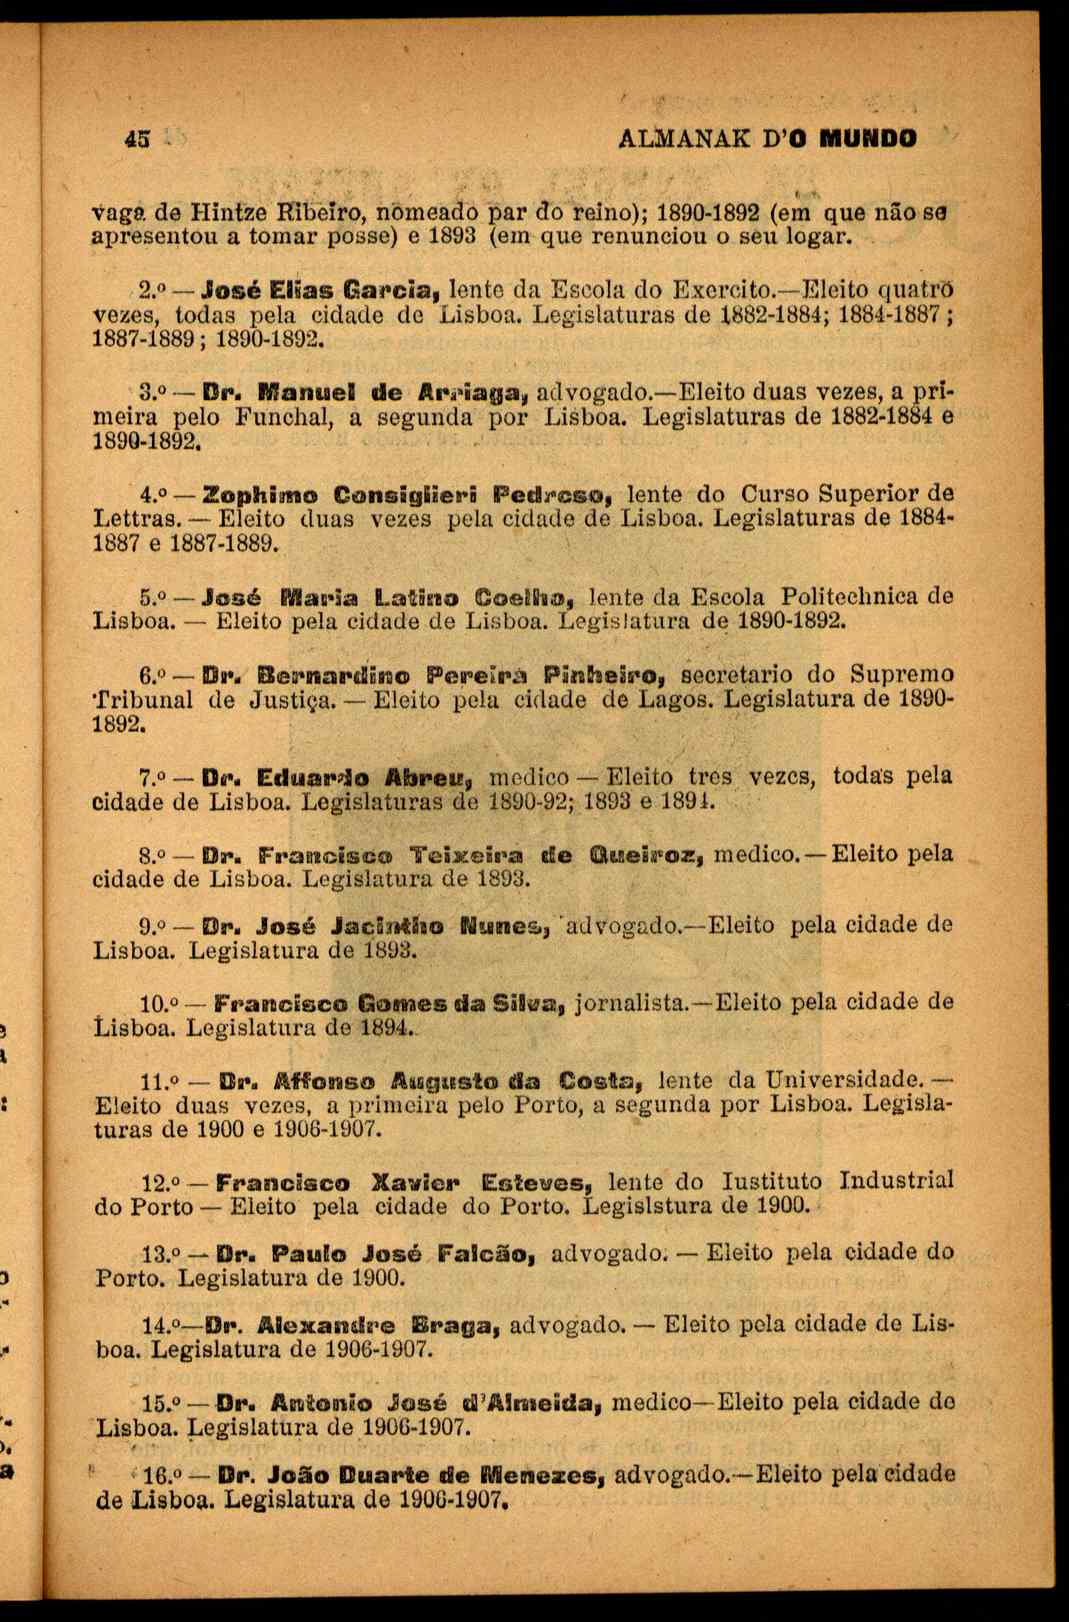 45 ALMANAK D'O MUNDO
vaga de Hintze Ribeiro, nomeado par do reino); 1890-1892 (em que não se
apresentou a tomar posse) e 1893 (em que renunciou o seu logar.
2.º — José Elias Garcia, lente da Escola do Exercito.—Eleito quatro
vezes, todas pela cidade de Lisboa. Legislaturas de 1882-1884; 1884-1887;
1887-1889; 1890-1892.
3.º — Dr. Manuel de Arriaga, advogado.—Eleito duas vezes, a pri-
meira pelo Funchal, a segunda por Lisboa. Legislaturas de 1882-1884 e
1890-1892.
4.º — Zophimo Consiglieri Pedroso, lente do Curso Superior de
Lettras. — Eleito duas vezes pela cidade de Lisboa. Legislaturas de 1884-
1887 e 1887-1889.
5.º — José Maria Latino Coelho, lente da Escola Politechnica de
Lisboa. — Eleito pela cidade de Lisboa. Legislatura de 1890-1892.
6.º — Dr. Bernardino Pereira Pinheiro, secretario do Supremo
Tribunal de Justiça. — Eleito pela cidade de Lagos. Legislatura de 1890-
1892.
7.º — Dr. Eduardo Abreu, medico — Eleito tres vezes, todas pela
cidade de Lisboa. Legislaturas de 1890-92; 1893 e 1894.
8.º — Dr. Francisco Teixeira de Queiroz, medico. — Eleito pela
cidade de Lisboa. Legislatura de 1893.
9.º — Dr. José Jacintho Nunes, advogado.—Eleito pela cidade de
Lisboa. Legislatura de 1893.
10.º — Francisco Gomes da Silva, jornalista.—Eleito pela cidade de
Lisboa. Legislatura de 1894.
11.º — Dr. Affonso Augusto da Costa, lente da Universidade. —
Eleito duas vezes, a primeira pelo Porto, a segunda por Lisboa. Legisla-
turas de 1900 e 1906-1907.
12.º — Francisco Xavier Esteves, lente do Iustituto Industrial
do Porto — Eleito pela cidade do Porto. Legislstura de 1900.
13.º — Dr. Paulo José Falcão, advogado. — Eleito pela cidade do
Porto. Legislatura de 1900.
14.º—Dr. Alexandre Braga, advogado. — Eleito pela cidade de Lis-
boa. Legislatura de 1906-1907.
15.º — Dr. Antonio José d'Almeida, medico—Eleito pela cidade de
Lisboa. Legislatura de 1906-1907.
16.º — Dr. João Duarte de Menezes, advogado.—Eleito pela cidade
de Lisboa. Legislatura de 1906-1907.